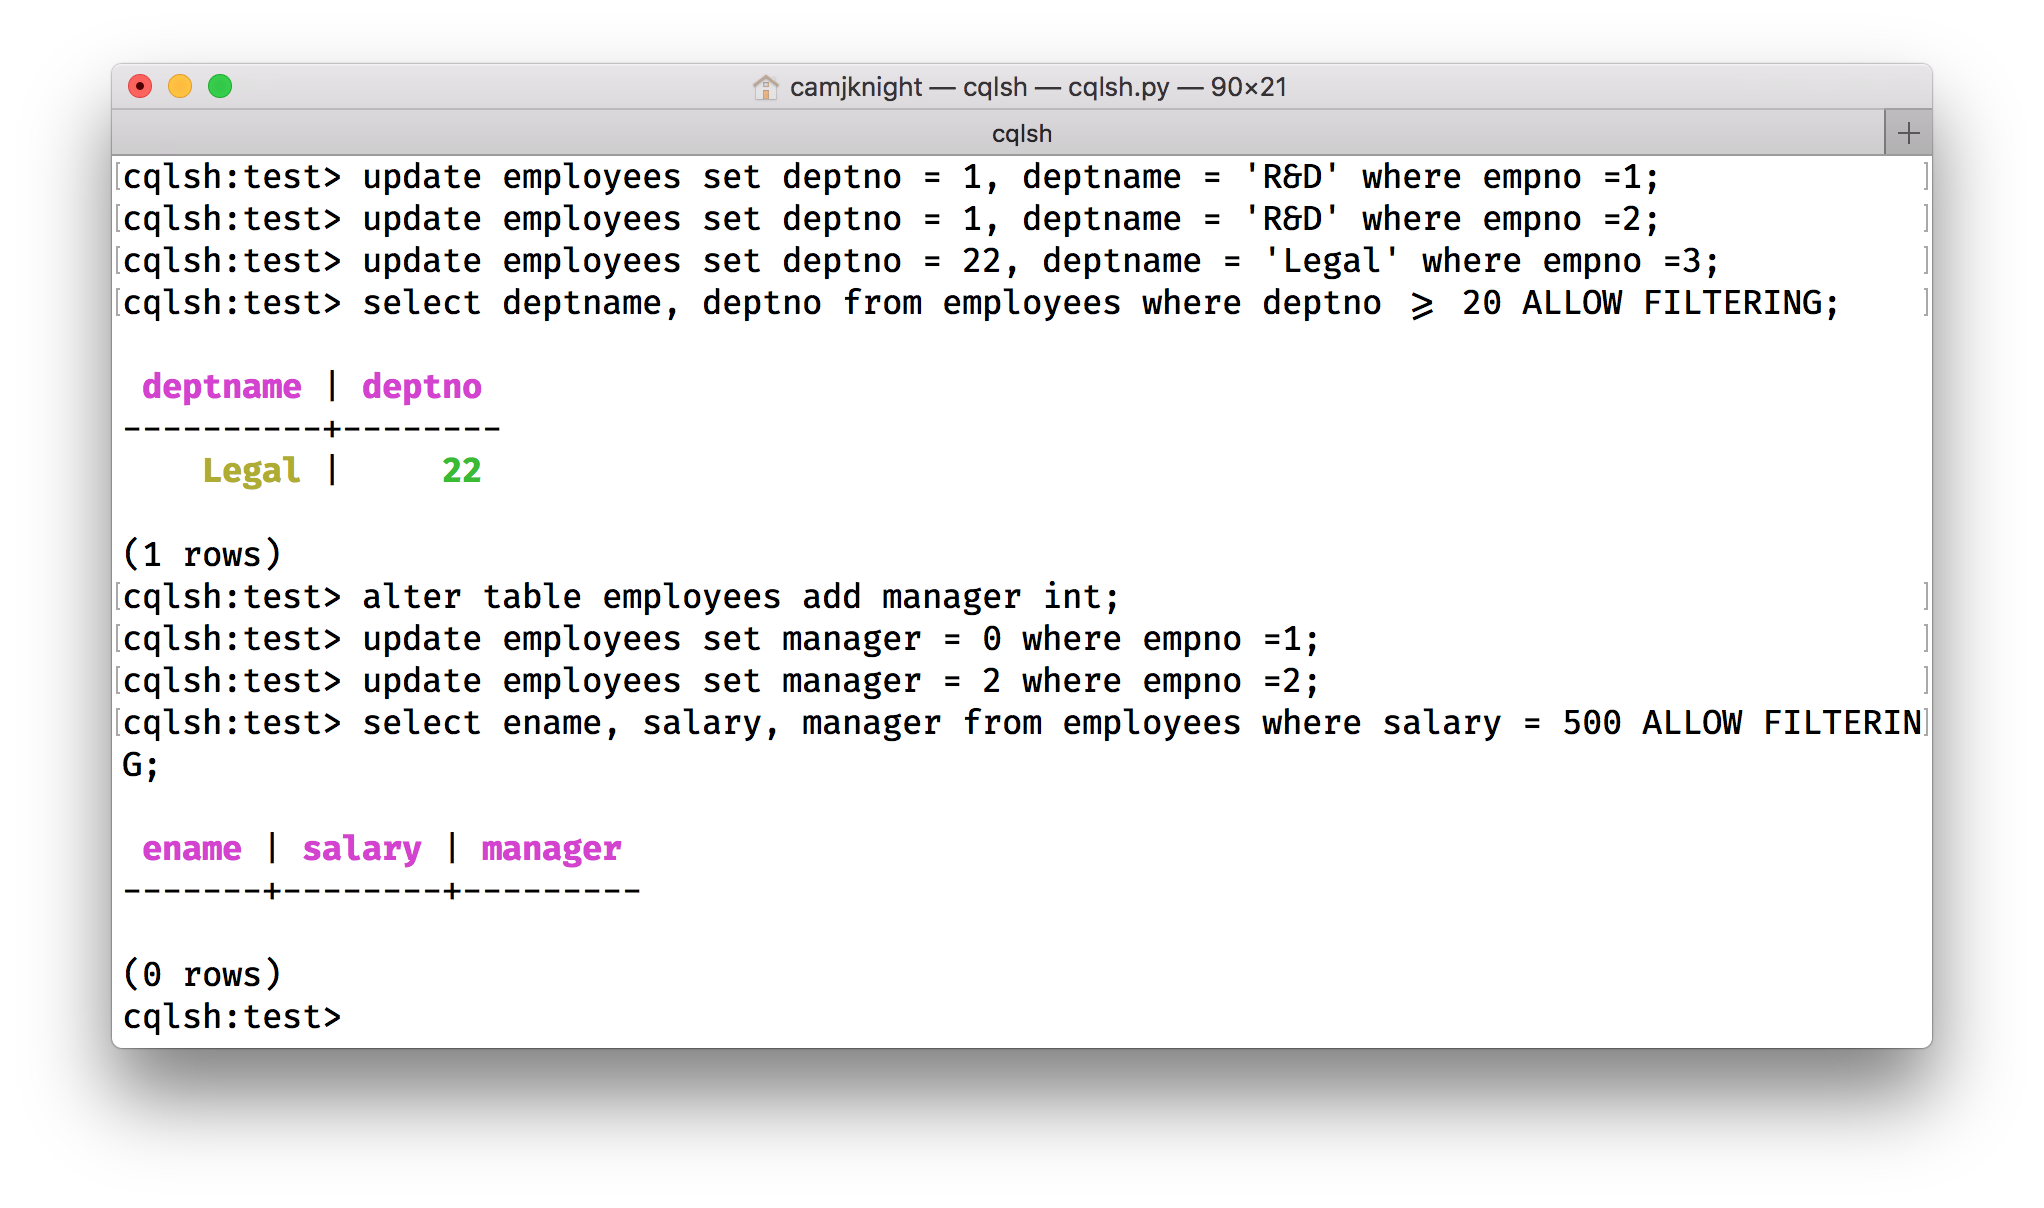 camjknight — cqlsh — cqlsh.py — 90×21
cqlsh
cqlsh:test> update employees set deptno = 1, deptname = 'R&D' where empno =1;
cqlsh:test> update employees set deptno = 1, deptname = 'R&D' where empno =2;
cqlsh:test> update employees set deptno = 22, deptname = 'Legal' where empno =3;
cqlsh:test> select deptname, deptno from employees where deptno >= 20 ALLOW FILTERING;
 deptname | deptno
----------+--------
    Legal |     22
(1 rows)
cqlsh:test> alter table employees add manager int;
cqlsh:test> update employees set manager = 0 where empno =1;
cqlsh:test> update employees set manager = 2 where empno =2;
cqlsh:test> select ename, salary, manager from employees where salary = 500 ALLOW FILTERIN
G;
 ename | salary | manager
-------+--------+---------
(0 rows)
cqlsh:test>